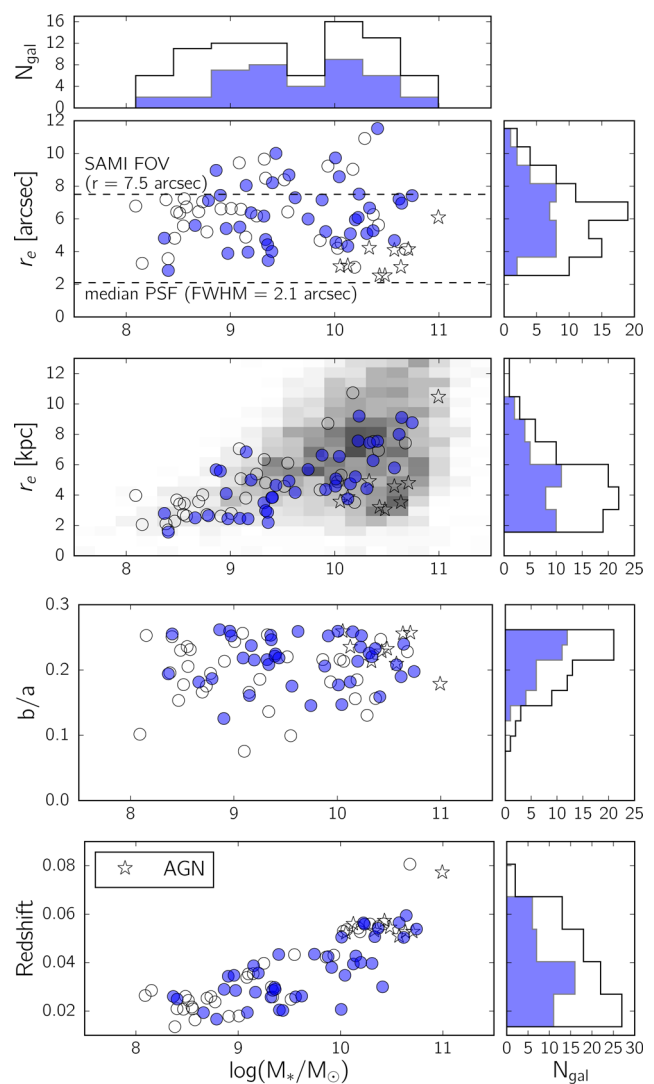 16
12
8
4
0
N_gal
12
10
8
6
4
2
0
r_e [arcsec]
SAMI FOV
(r = 7.5 arcsec)
median PSF (FWHM = 2.1 arcsec)
8 9 10 11
0 5 10 15 20
12
10
8
6
4
2
0
r_e [kpc]
8 9 10 11
0 5 10 15 20 25
0.3
0.2
0.1
0.0
b/a
8 9 10 11
0 5 10 15 20 25
0.08
0.06
0.04
0.02
Redshift
AGN
8 9 10 11
0 5 10 15 20 25 30
log(M_*/M_⊙)
N_gal